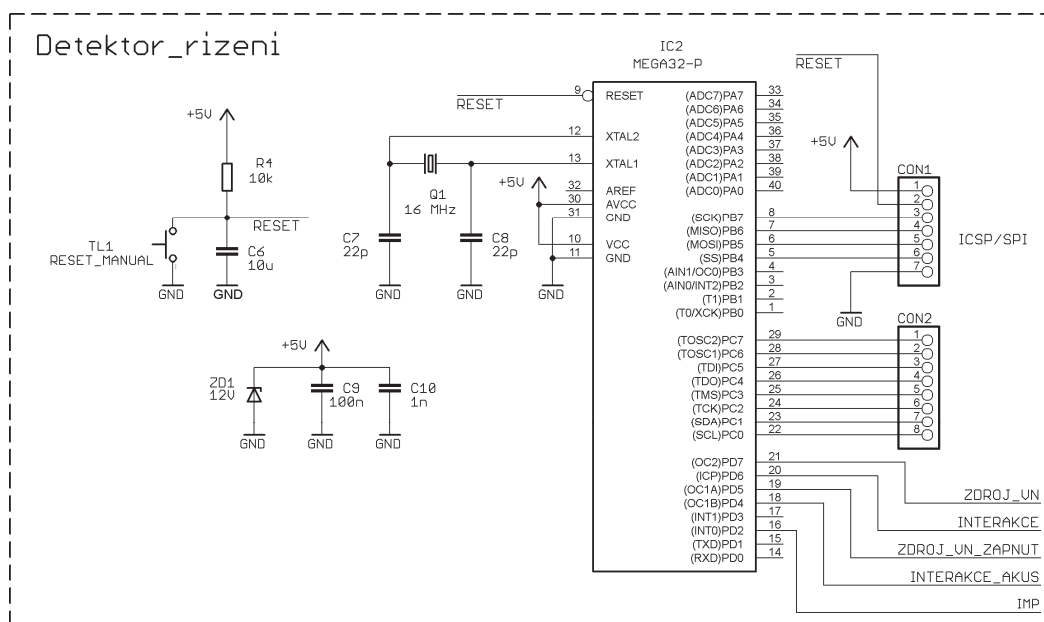 Detektor_rizeni
IC2
MEGA32-P
RESET
9
RESET
12
XTAL2
13
XTAL1
32
AREF
30
AVCC
31
GND
10
VCC
11
GND
+5V
Q1
16 MHz
C7
22p
C8
22p
GND
GND
GND
+5V
R4
10k
RESET
TL1
RESET_MANUAL
C6
10u
GND
GND
+5V
ZD1
12V
C9
100n
C10
1n
GND
GND
GND
(ADC7)PA7 33
(ADC6)PA6 34
(ADC5)PA5 35
(ADC4)PA4 36
(ADC3)PA3 37
(ADC2)PA2 38
(ADC1)PA1 39
(ADC0)PA0 40
(SCK)PB7 8
(MISO)PB6 7
(MOSI)PB5 6
(SS)PB4 5
(AIN1/OC0)PB3 4
(AIN0/INT2)PB2 3
(T1)PB1 2
(T0/XCK)PB0 1
(TOSC2)PC7 29
(TOSC1)PC6 28
(TDI)PC5 27
(TDO)PC4 26
(TMS)PC3 25
(TCK)PC2 24
(SDA)PC1 23
(SCL)PC0 22
(OC2)PD7 21
(ICP)PD6 20
(OC1A)PD5 19
(OC1B)PD4 18
(INT1)PD3 17
(INT0)PD2 16
(TXD)PD1 15
(RXD)PD0 14
RESET
+5V
CON1
1
2
3
4
5
6
7
ICSP/SPI
GND
CON2
1
2
3
4
5
6
7
8
ZDROJ_VN
INTERAKCE
ZDROJ_VN_ZAPNUT
INTERAKCE_AKUS
IMP